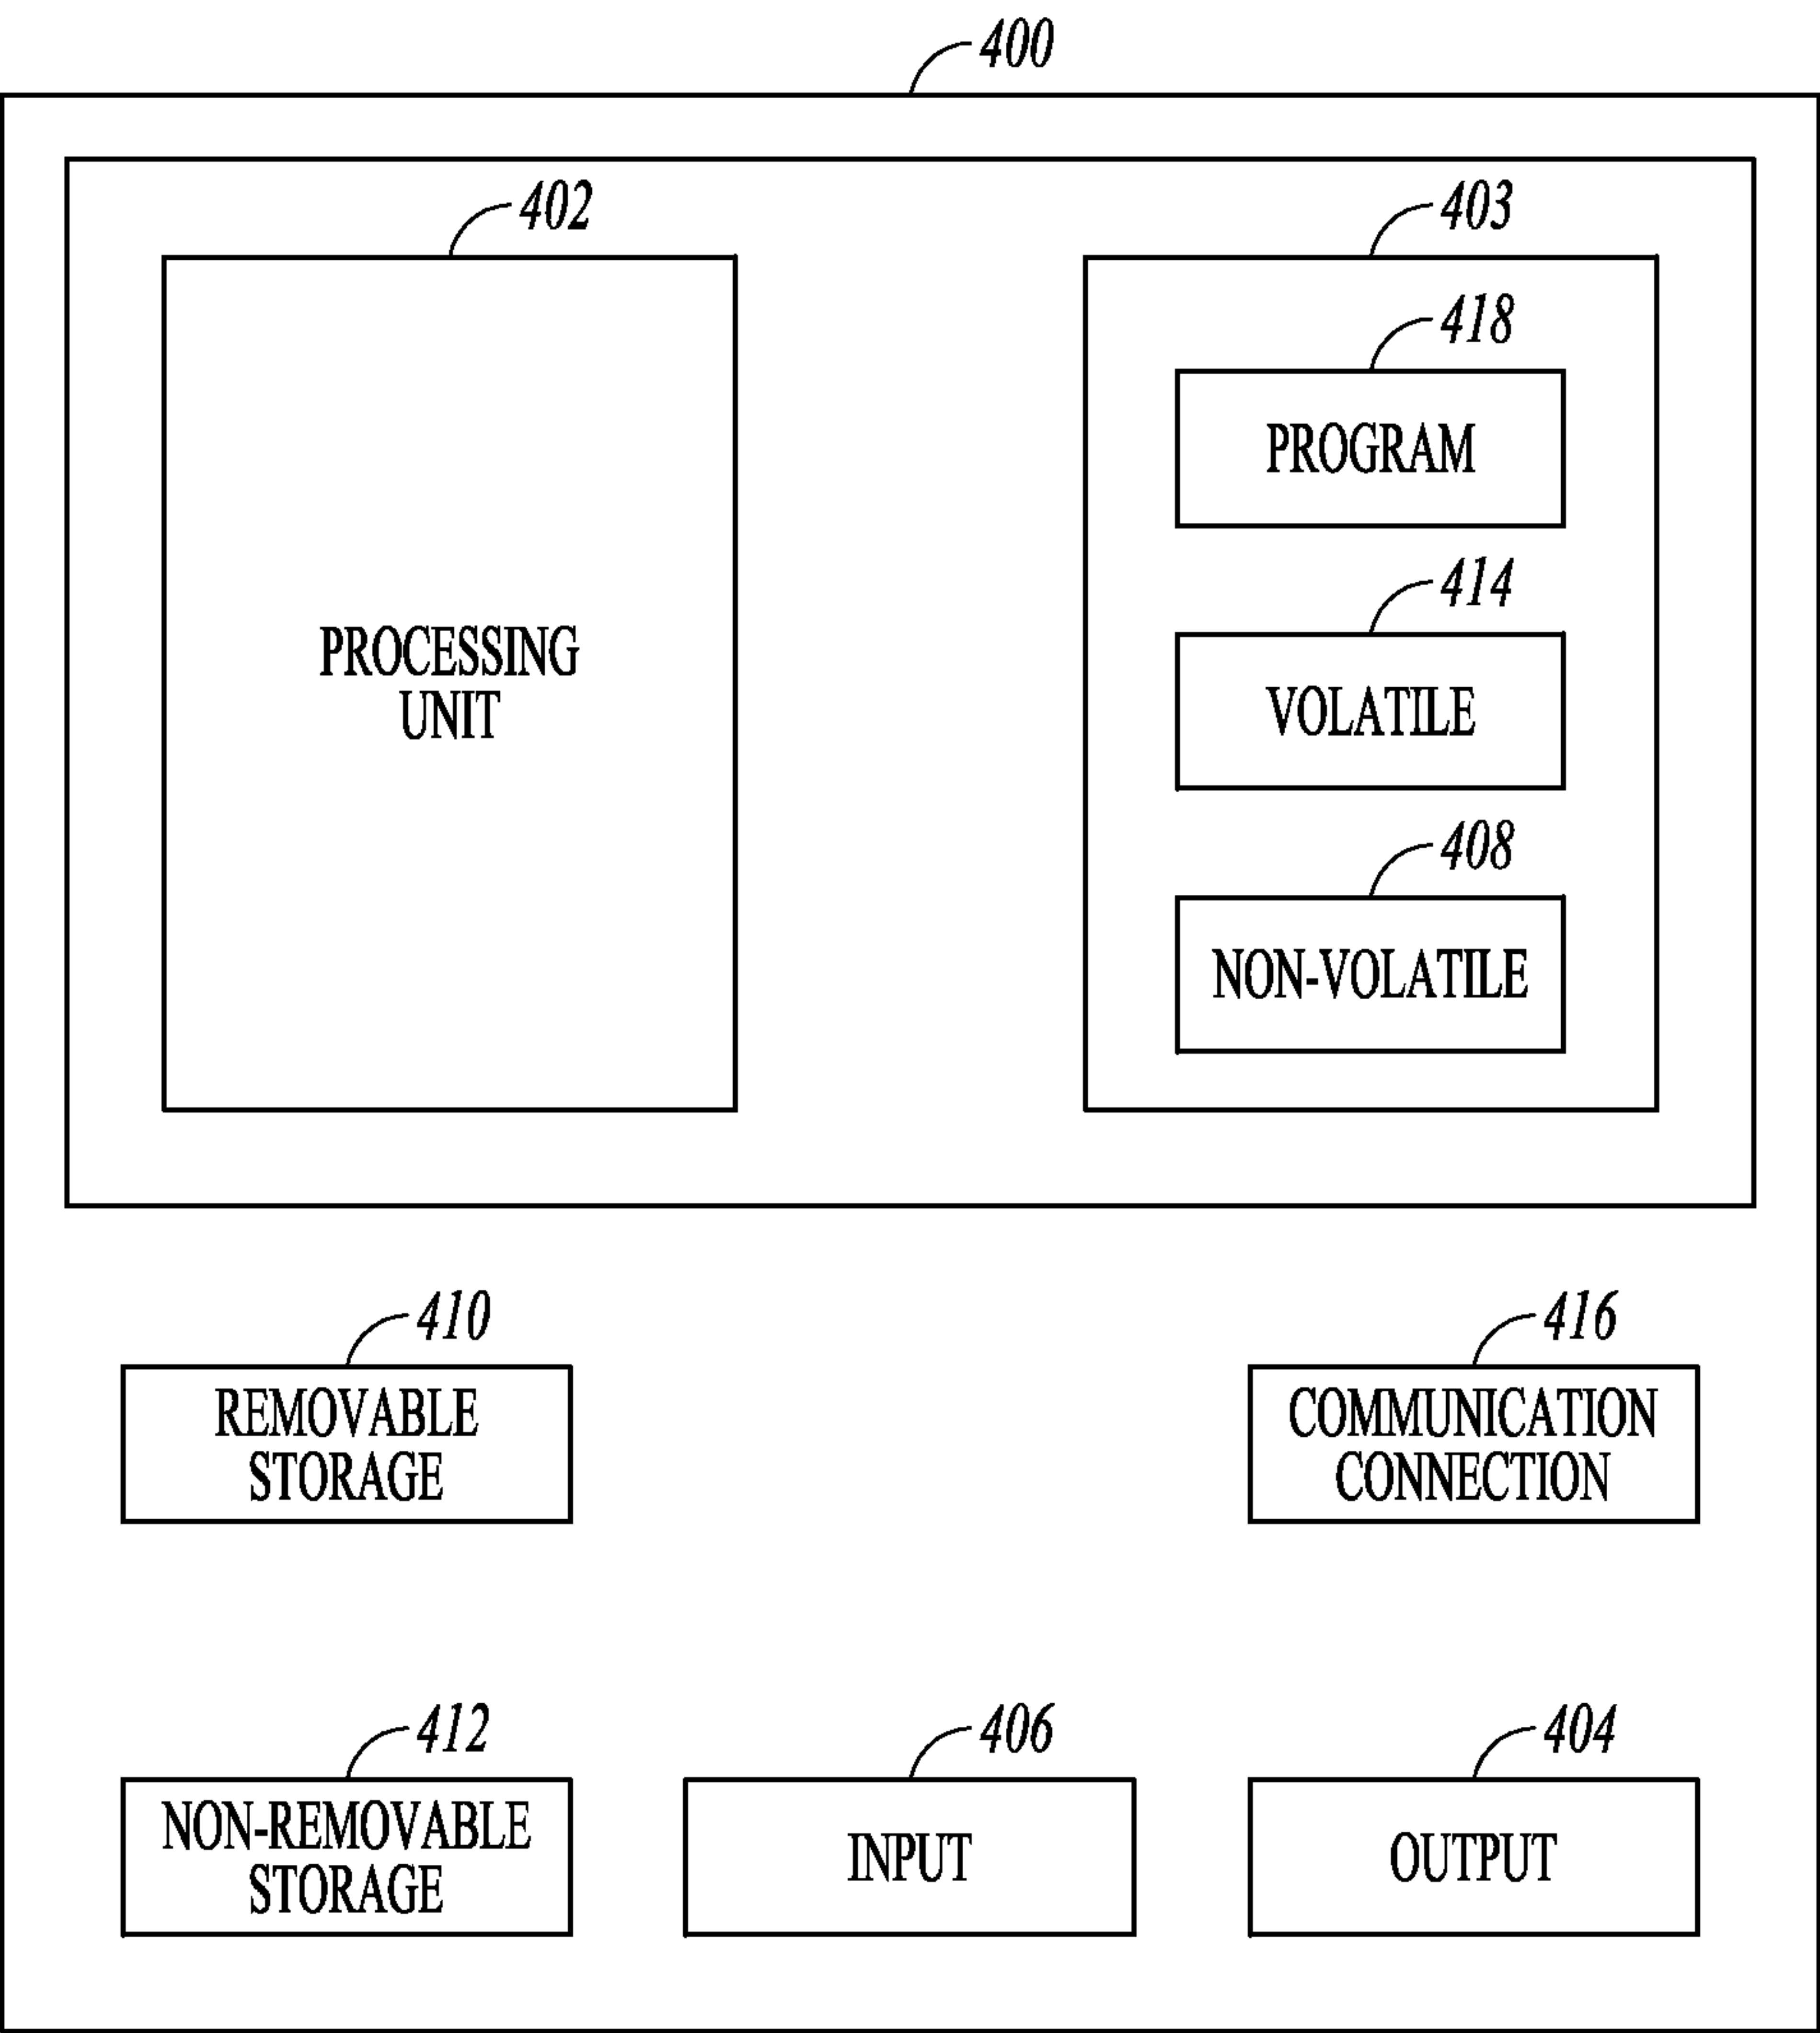 400
402
403
418
PROGRAM
414
PROCESSING
UNIT
VOLATILE
408
NON-VOLATILE
410
416
REMOVABLE
STORAGE
COMMUNICATION
CONNECTION
412
406
404
NON-REMOVABLE
STORAGE
INPUT
OUTPUT